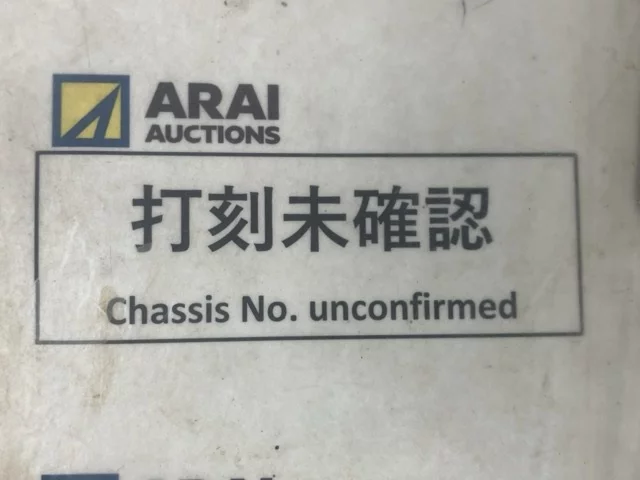 ARAI
AUCTIONS
打刻未確認
Chassis No. unconfirmed